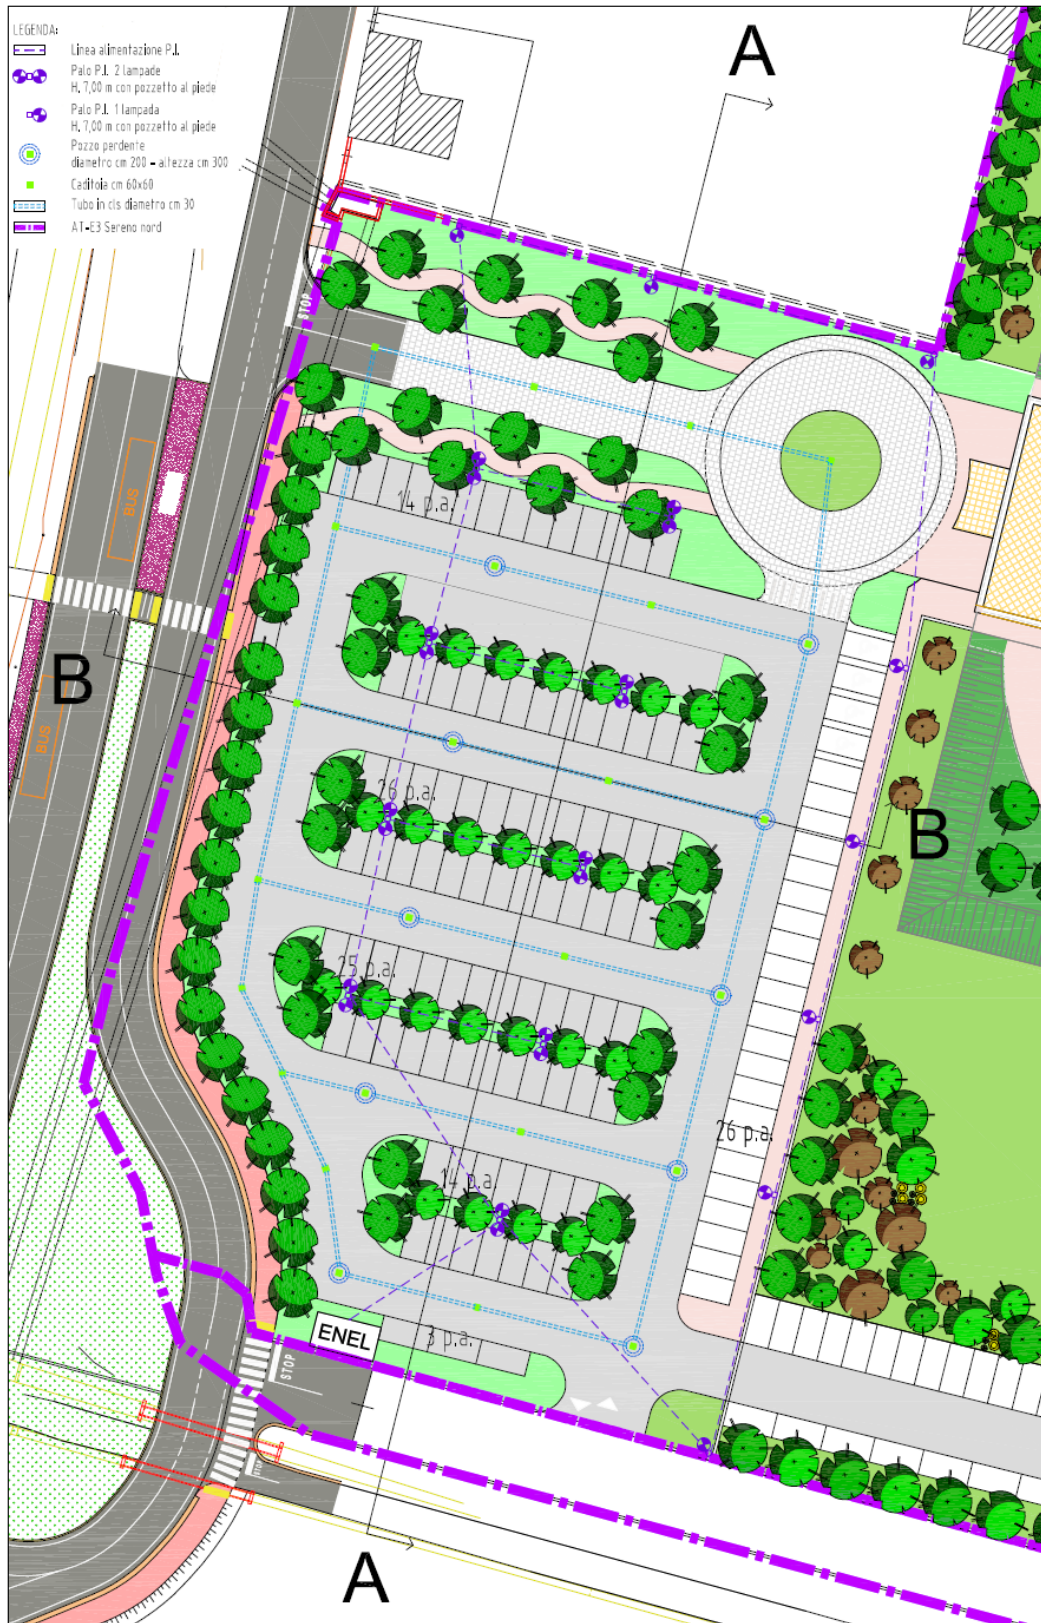 LEGENDA:
Linea alimentazione P.I.
Palo P.I. 2 lampade
H. 7,00 m con pozzetto al piede
Palo P.I. 1 lampada
H. 7,00 m con pozzetto al piede
Pozzo perdente
diametro cm 200 - altezza cm 300
Caditoia cm 60x60
Tubo in cls diametro cm 30
AT-E3 Sereno nord
A
STOP
14 p.a.
BUS
B
BUS
26 p.a.
B
25 p.a.
26 p.a.
14 p.a.
ENEL
3 p.a.
STOP
STOP
A